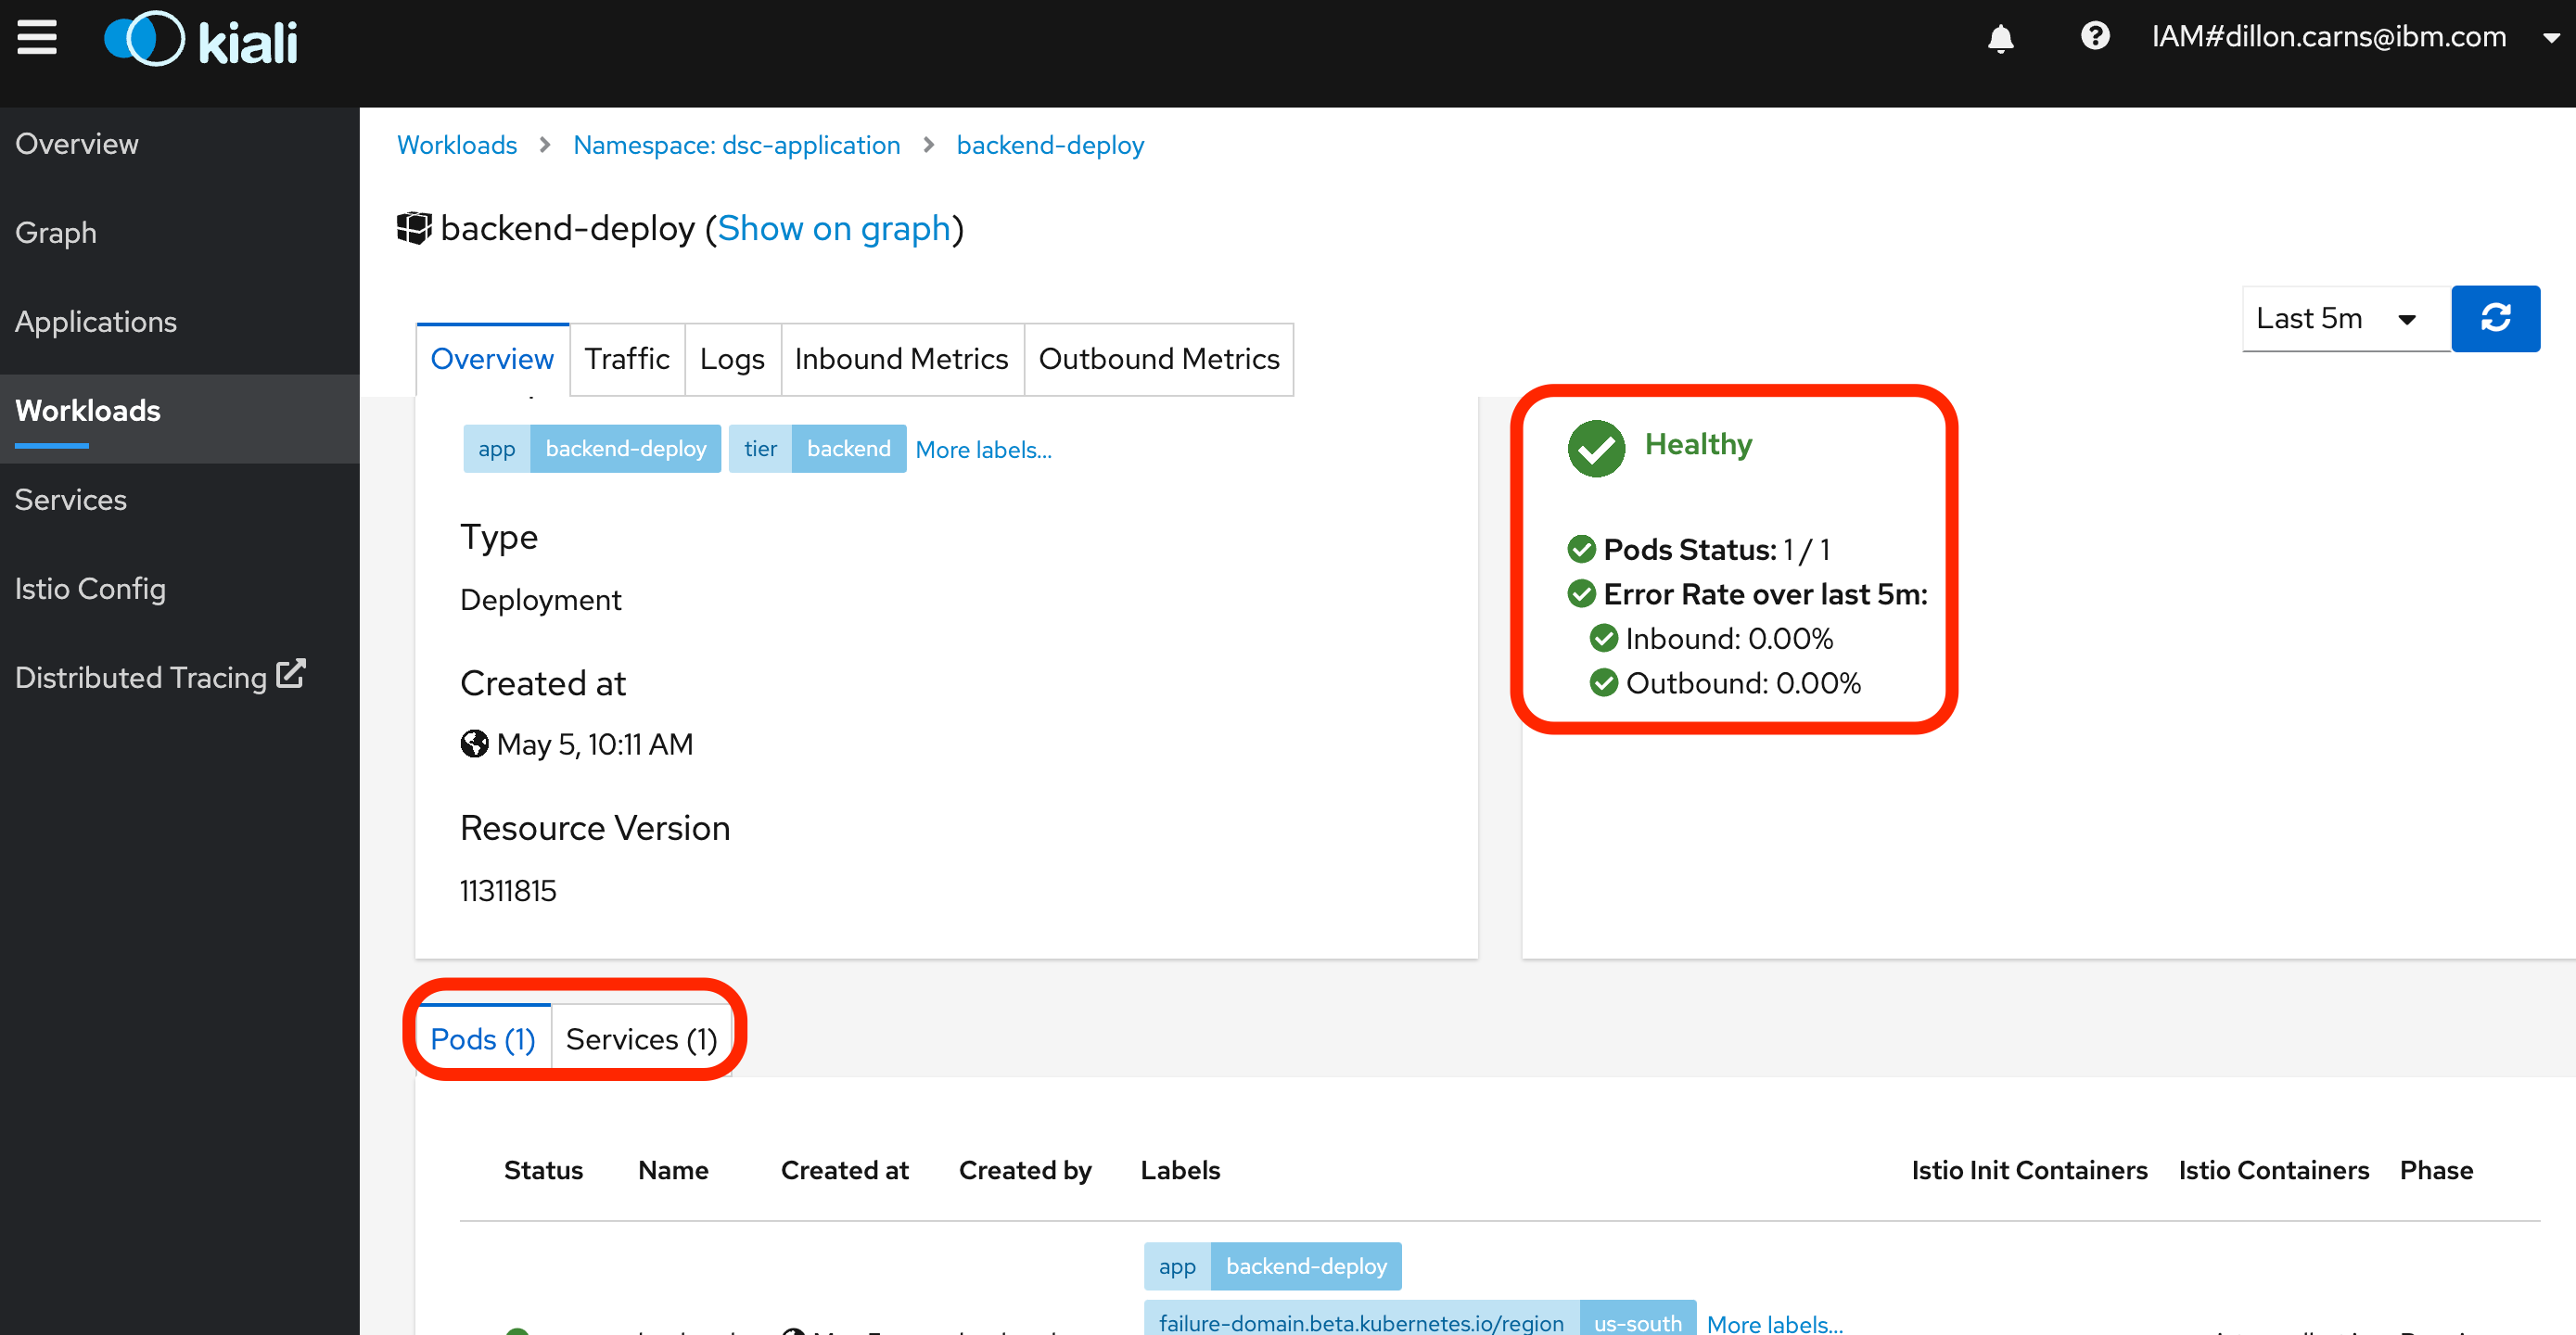 kiali
IAM#dillon.carns@ibm.com
Overview
Graph
Applications
Workloads
Services
Istio Config
Distributed Tracing
Workloads > Namespace: dsc-application > backend-deploy
backend-deploy (Show on graph)
Last 5m
Overview Traffic Logs Inbound Metrics Outbound Metrics
app backend-deploy tier backend More labels...
Type
Deployment
Created at
May 5, 10:11 AM
Resource Version
11311815
Healthy
Pods Status: 1 / 1
Error Rate over last 5m:
Inbound: 0.00%
Outbound: 0.00%
Pods (1) Services (1)
Status Name Created at Created by Labels Istio Init Containers Istio Containers Phase
app backend-deploy
failure-domain.beta.kubernetes.io/region us-south More labels...